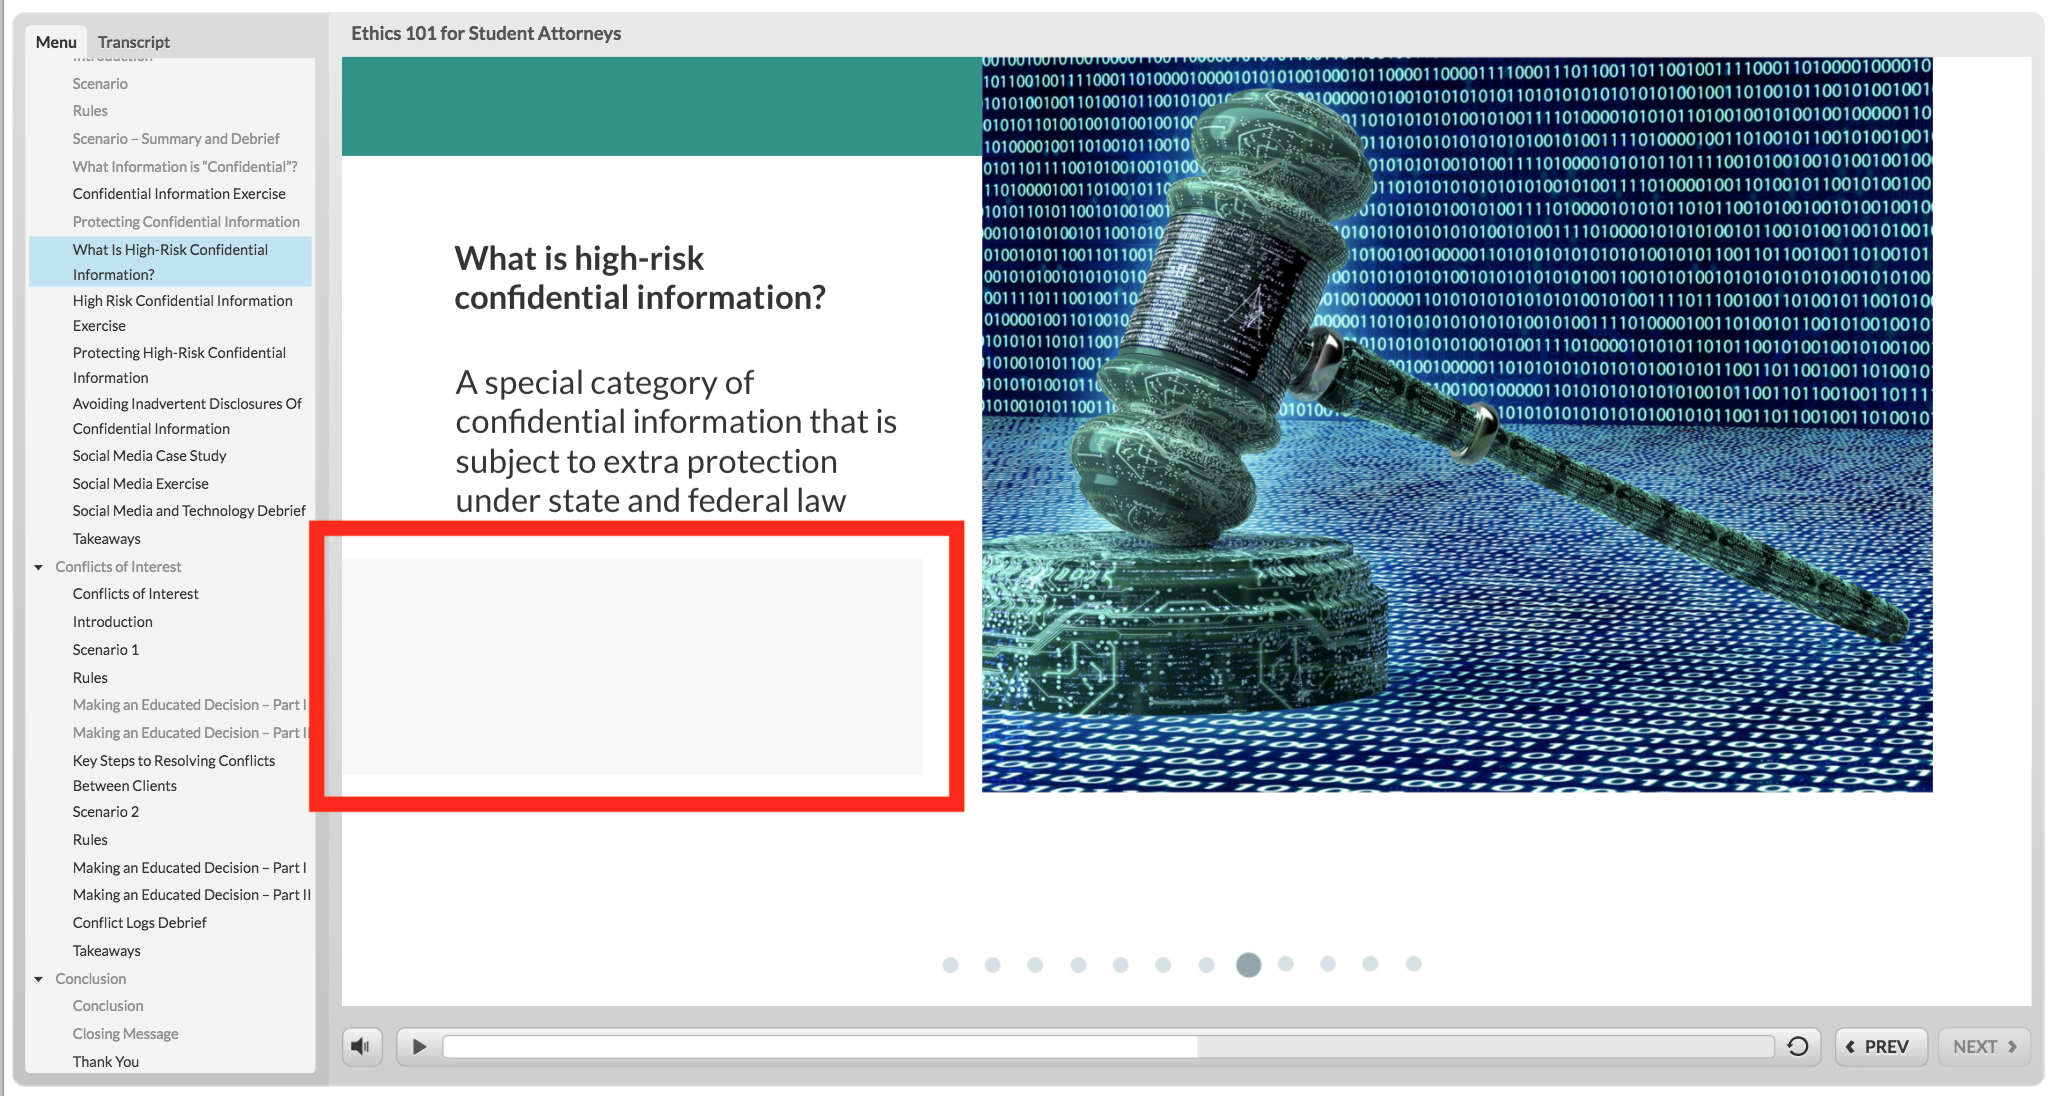 Menu
Transcript
Ethics 101 for Student Attorneys
Introduction
Scenario
Rules
Scenario – Summary and Debrief
What Information is “Confidential”?
Confidential Information Exercise
Protecting Confidential Information
What Is High-Risk Confidential
Information?
High Risk Confidential Information
Exercise
Protecting High-Risk Confidential
Information
Avoiding Inadvertent Disclosures Of
Confidential Information
Social Media Case Study
Social Media Exercise
Social Media and Technology Debrief
Takeaways
Conflicts of Interest
Conflicts of Interest
Introduction
Scenario 1
Rules
Making an Educated Decision – Part I
Making an Educated Decision – Part II
Key Steps to Resolving Conflicts
Between Clients
Scenario 2
Rules
Making an Educated Decision – Part I
Making an Educated Decision – Part II
Conflict Logs Debrief
Takeaways
Conclusion
Conclusion
Closing Message
Thank You
What is high-risk
confidential information?
A special category of
confidential information that is
subject to extra protection
under state and federal law
PREV
NEXT